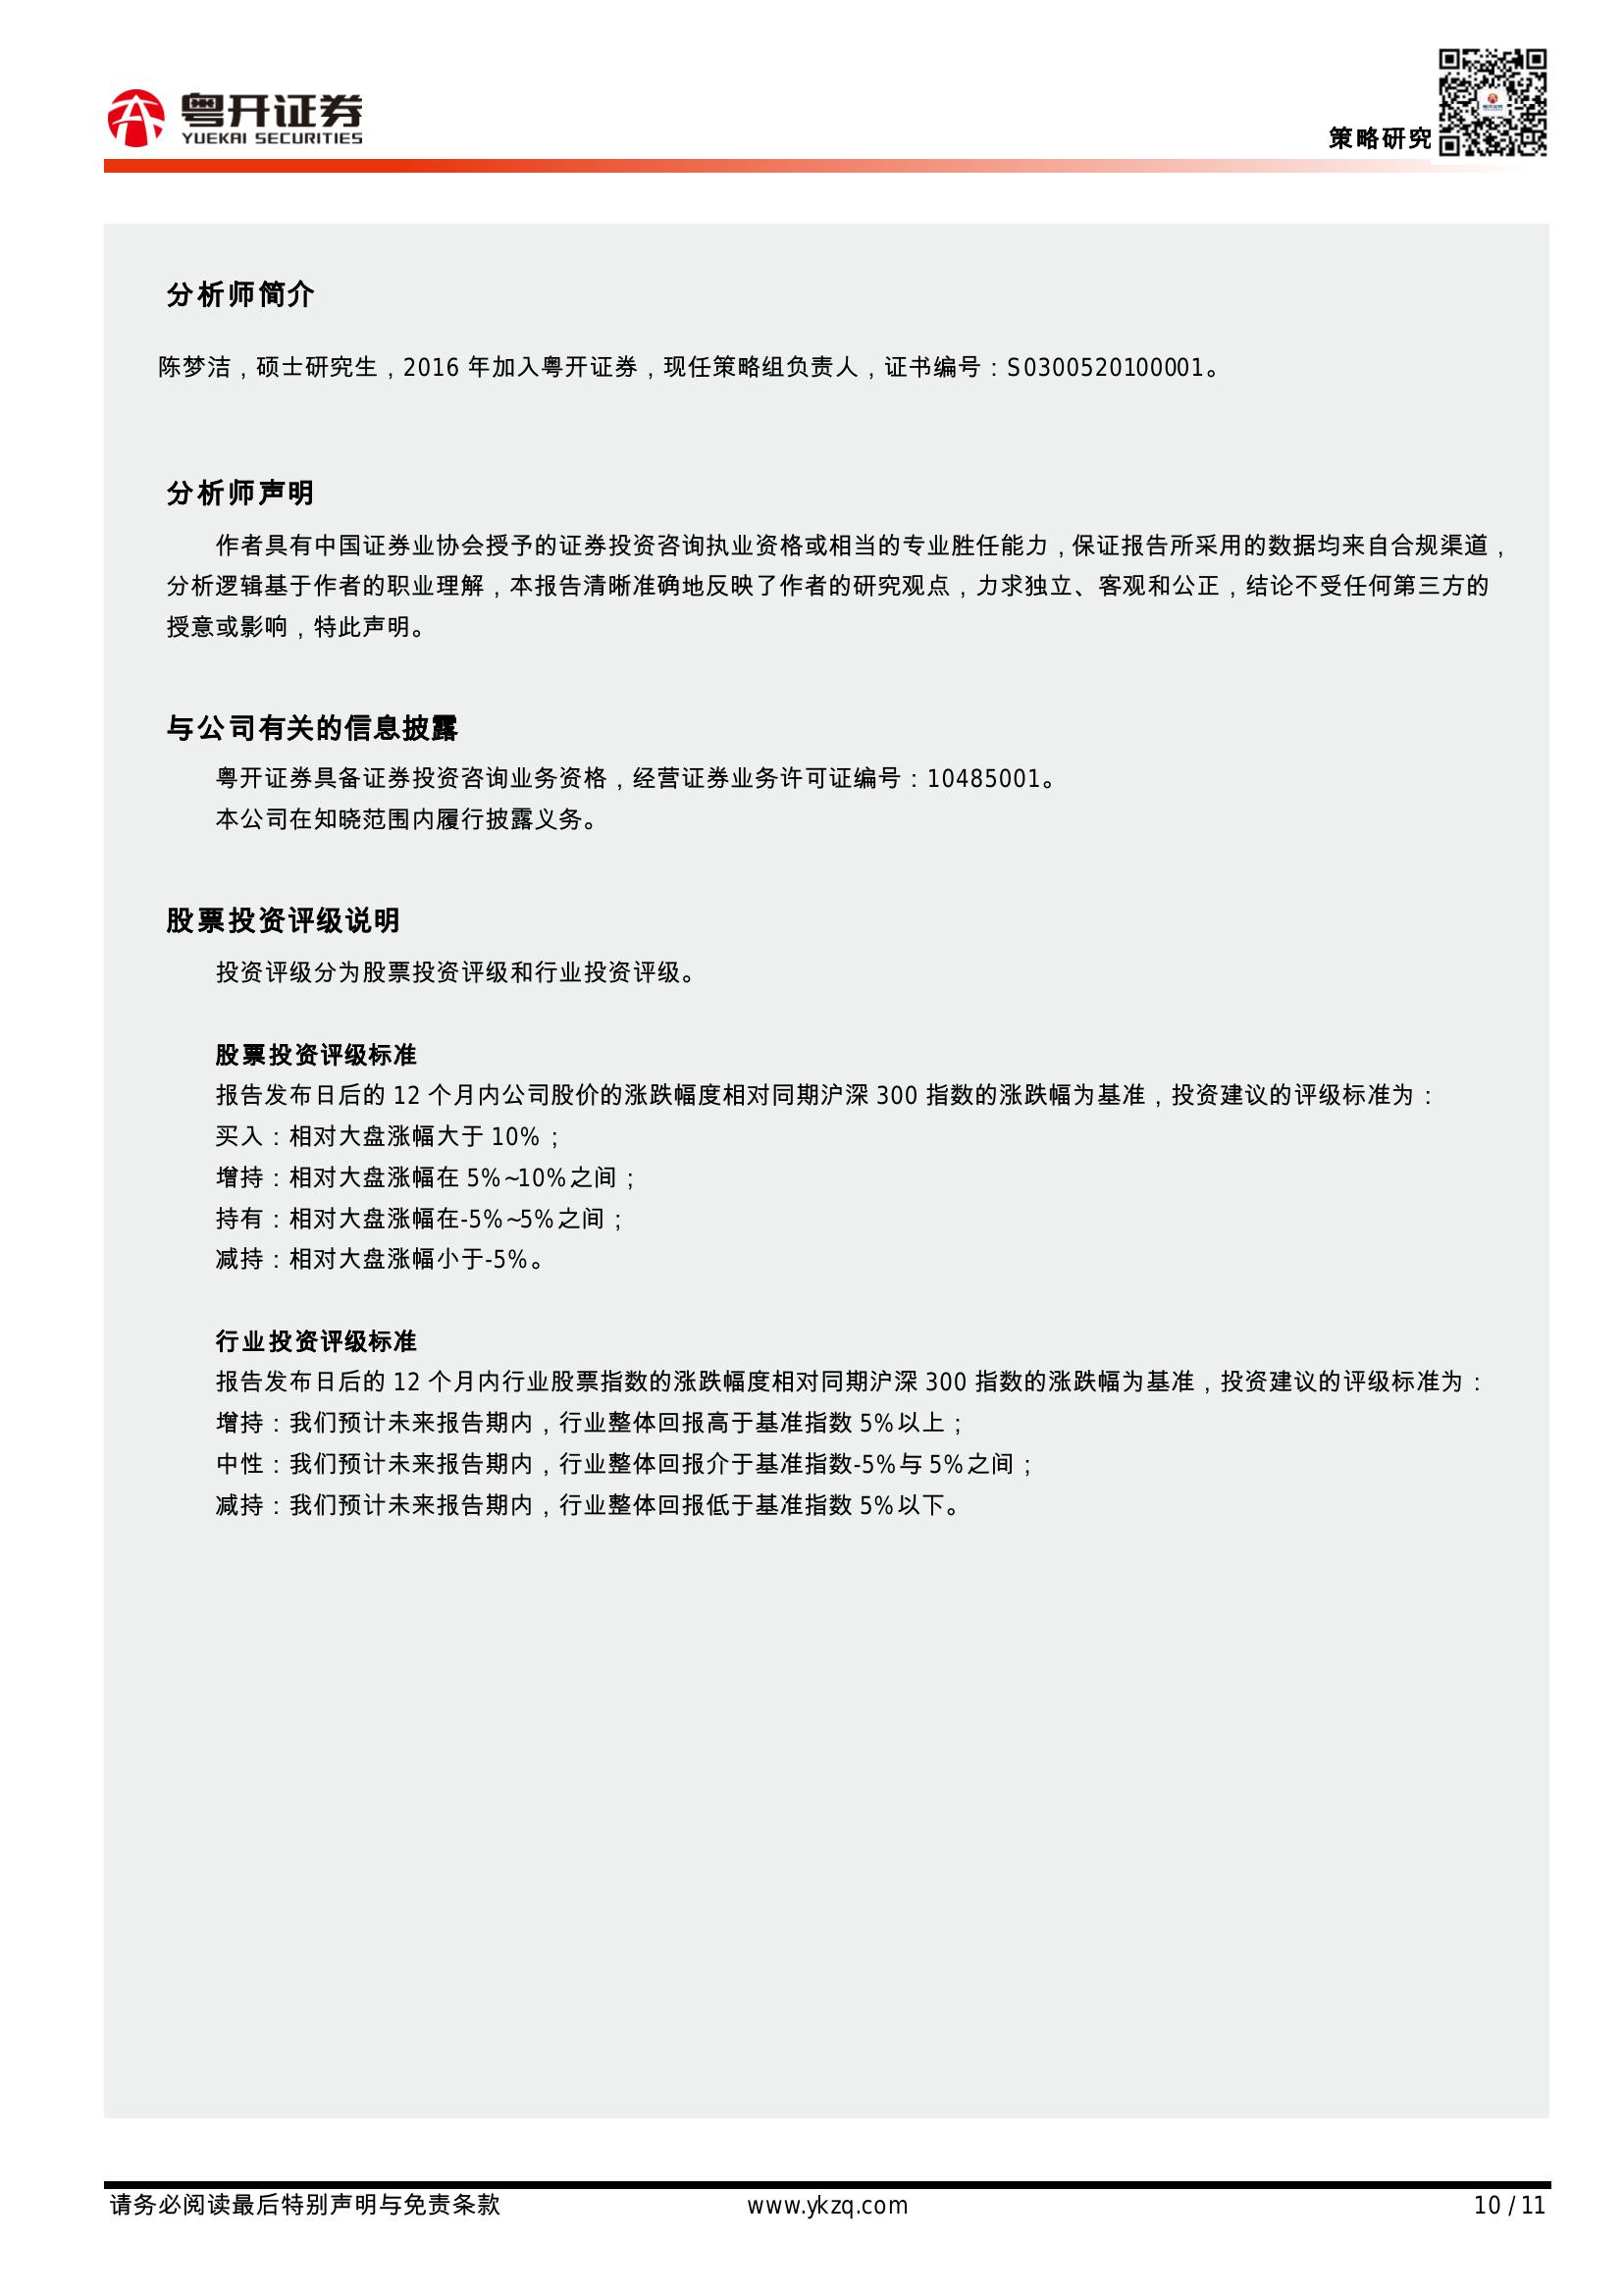 粤开证券
YUEKAI SECURITIES
策略研究
分析师简介
陈梦洁，硕士研究生，2016 年加入粤开证券，现任策略组负责人，证书编号：S0300520100001。
分析师声明
作者具有中国证券业协会授予的证券投资咨询执业资格或相当的专业胜任能力，保证报告所采用的数据均来自合规渠道，
分析逻辑基于作者的职业理解，本报告清晰准确地反映了作者的研究观点，力求独立、客观和公正，结论不受任何第三方的
授意或影响，特此声明。
与公司有关的信息披露
粤开证券具备证券投资咨询业务资格，经营证券业务许可证编号：10485001。
本公司在知晓范围内履行披露义务。
股票投资评级说明
投资评级分为股票投资评级和行业投资评级。
股票投资评级标准
报告发布日后的 12 个月内公司股价的涨跌幅度相对同期沪深 300 指数的涨跌幅为基准，投资建议的评级标准为：
买入：相对大盘涨幅大于 10%；
增持：相对大盘涨幅在 5%~10%之间；
持有：相对大盘涨幅在-5%~5%之间；
减持：相对大盘涨幅小于-5%。
行业投资评级标准
报告发布日后的 12 个月内行业股票指数的涨跌幅度相对同期沪深 300 指数的涨跌幅为基准，投资建议的评级标准为：
增持：我们预计未来报告期内，行业整体回报高于基准指数 5%以上；
中性：我们预计未来报告期内，行业整体回报介于基准指数-5%与 5%之间；
减持：我们预计未来报告期内，行业整体回报低于基准指数 5%以下。
请务必阅读最后特别声明与免责条款
www.ykzq.com
10 / 11